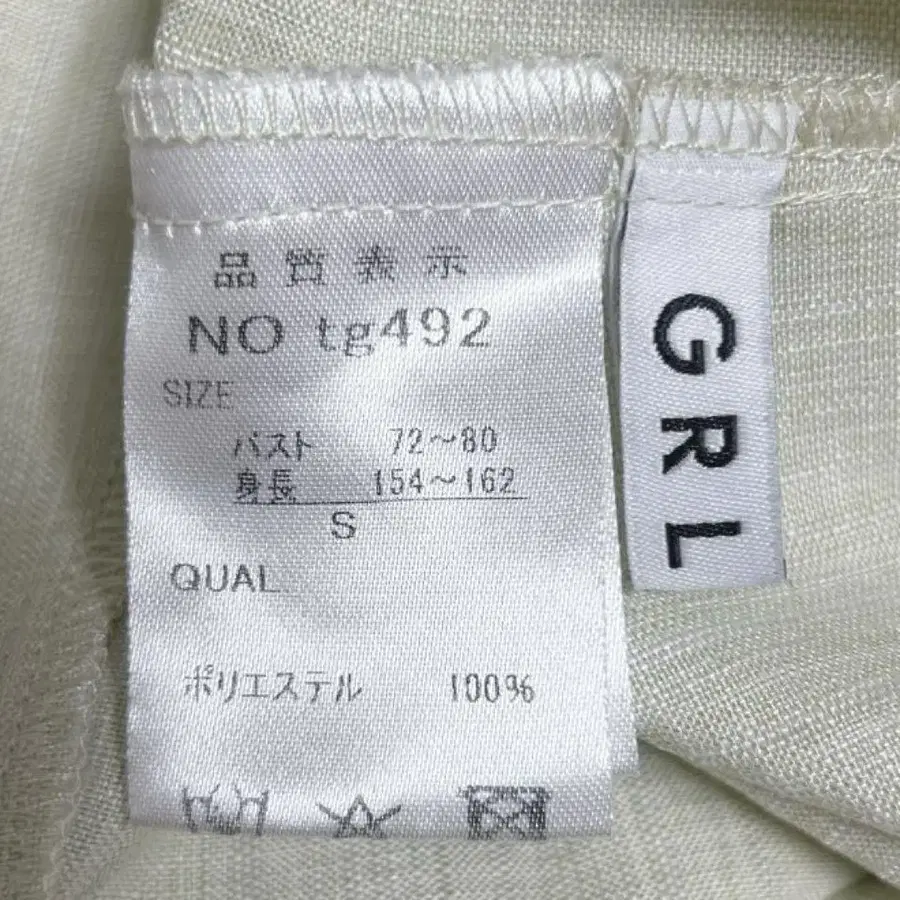 品質表示
NO tg492
SIZE
バスト 72～80
身長 154～162
S
QUAL
ポリエステル 100%
GRL